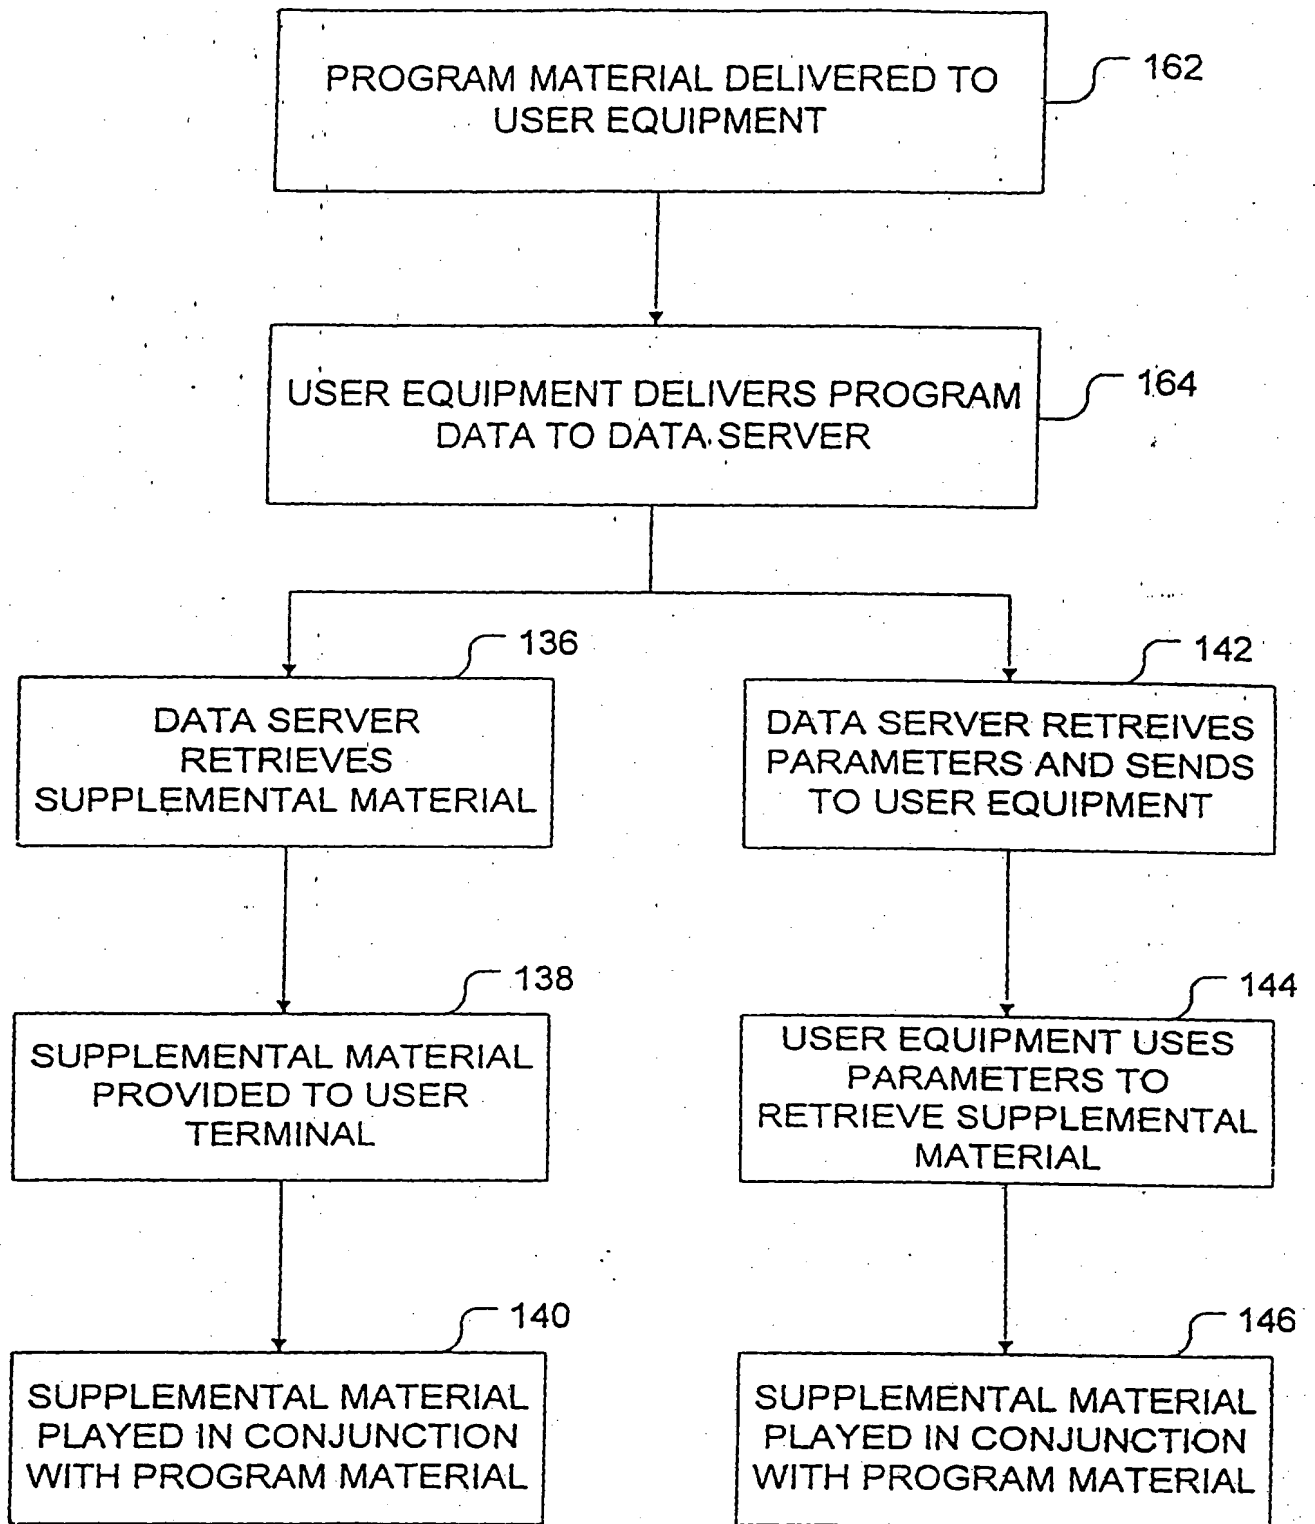 PROGRAM MATERIAL DELIVERED TO
USER EQUIPMENT
162
USER EQUIPMENT DELIVERS PROGRAM
DATA TO DATA SERVER
164
136
DATA SERVER
RETRIEVES
SUPPLEMENTAL MATERIAL
142
DATA SERVER RETREIVES
PARAMETERS AND SENDS
TO USER EQUIPMENT
138
SUPPLEMENTAL MATERIAL
PROVIDED TO USER
TERMINAL
144
USER EQUIPMENT USES
PARAMETERS TO
RETRIEVE SUPPLEMENTAL
MATERIAL
140
SUPPLEMENTAL MATERIAL
PLAYED IN CONJUNCTION
WITH PROGRAM MATERIAL
146
SUPPLEMENTAL MATERIAL
PLAYED IN CONJUNCTION
WITH PROGRAM MATERIAL